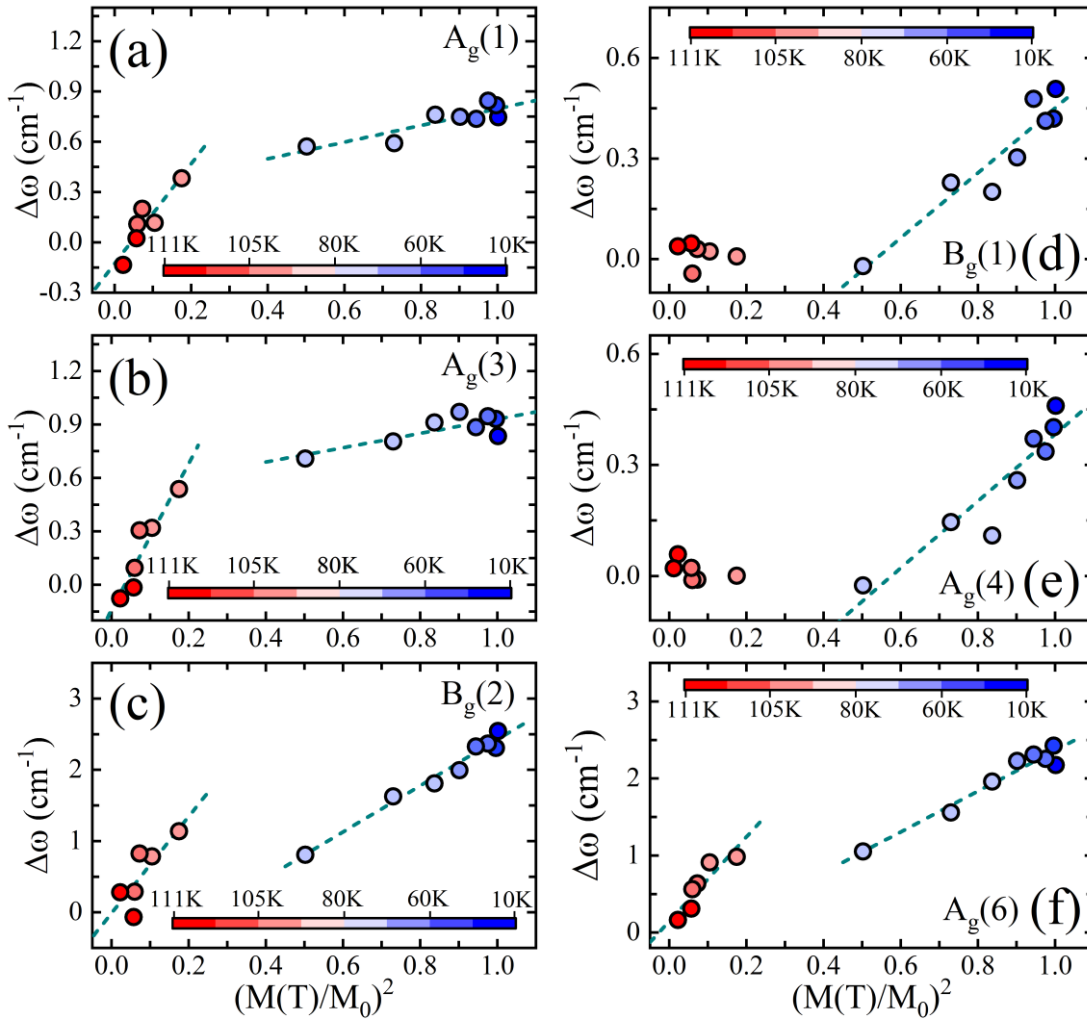 (a)
A_g(1)
Δω (cm⁻¹)
1.2
0.9
0.6
0.3
0.0
-0.3
111K 105K 80K 60K 10K
0.0 0.2 0.4 0.6 0.8 1.0
(b)
A_g(3)
Δω (cm⁻¹)
1.2
0.9
0.6
0.3
0.0
111K 105K 80K 60K 10K
0.0 0.2 0.4 0.6 0.8 1.0
(c)
B_g(2)
Δω (cm⁻¹)
3
2
1
0
111K 105K 80K 60K 10K
0.0 0.2 0.4 0.6 0.8 1.0
(M(T)/M₀)²
111K 105K 80K 60K 10K
Δω (cm⁻¹)
0.6
0.3
0.0
B_g(1) (d)
0.0 0.2 0.4 0.6 0.8 1.0
111K 105K 80K 60K 10K
Δω (cm⁻¹)
0.6
0.3
0.0
A_g(4) (e)
0.0 0.2 0.4 0.6 0.8 1.0
111K 105K 80K 60K 10K
Δω (cm⁻¹)
3
2
1
0
A_g(6) (f)
0.0 0.2 0.4 0.6 0.8 1.0
(M(T)/M₀)²